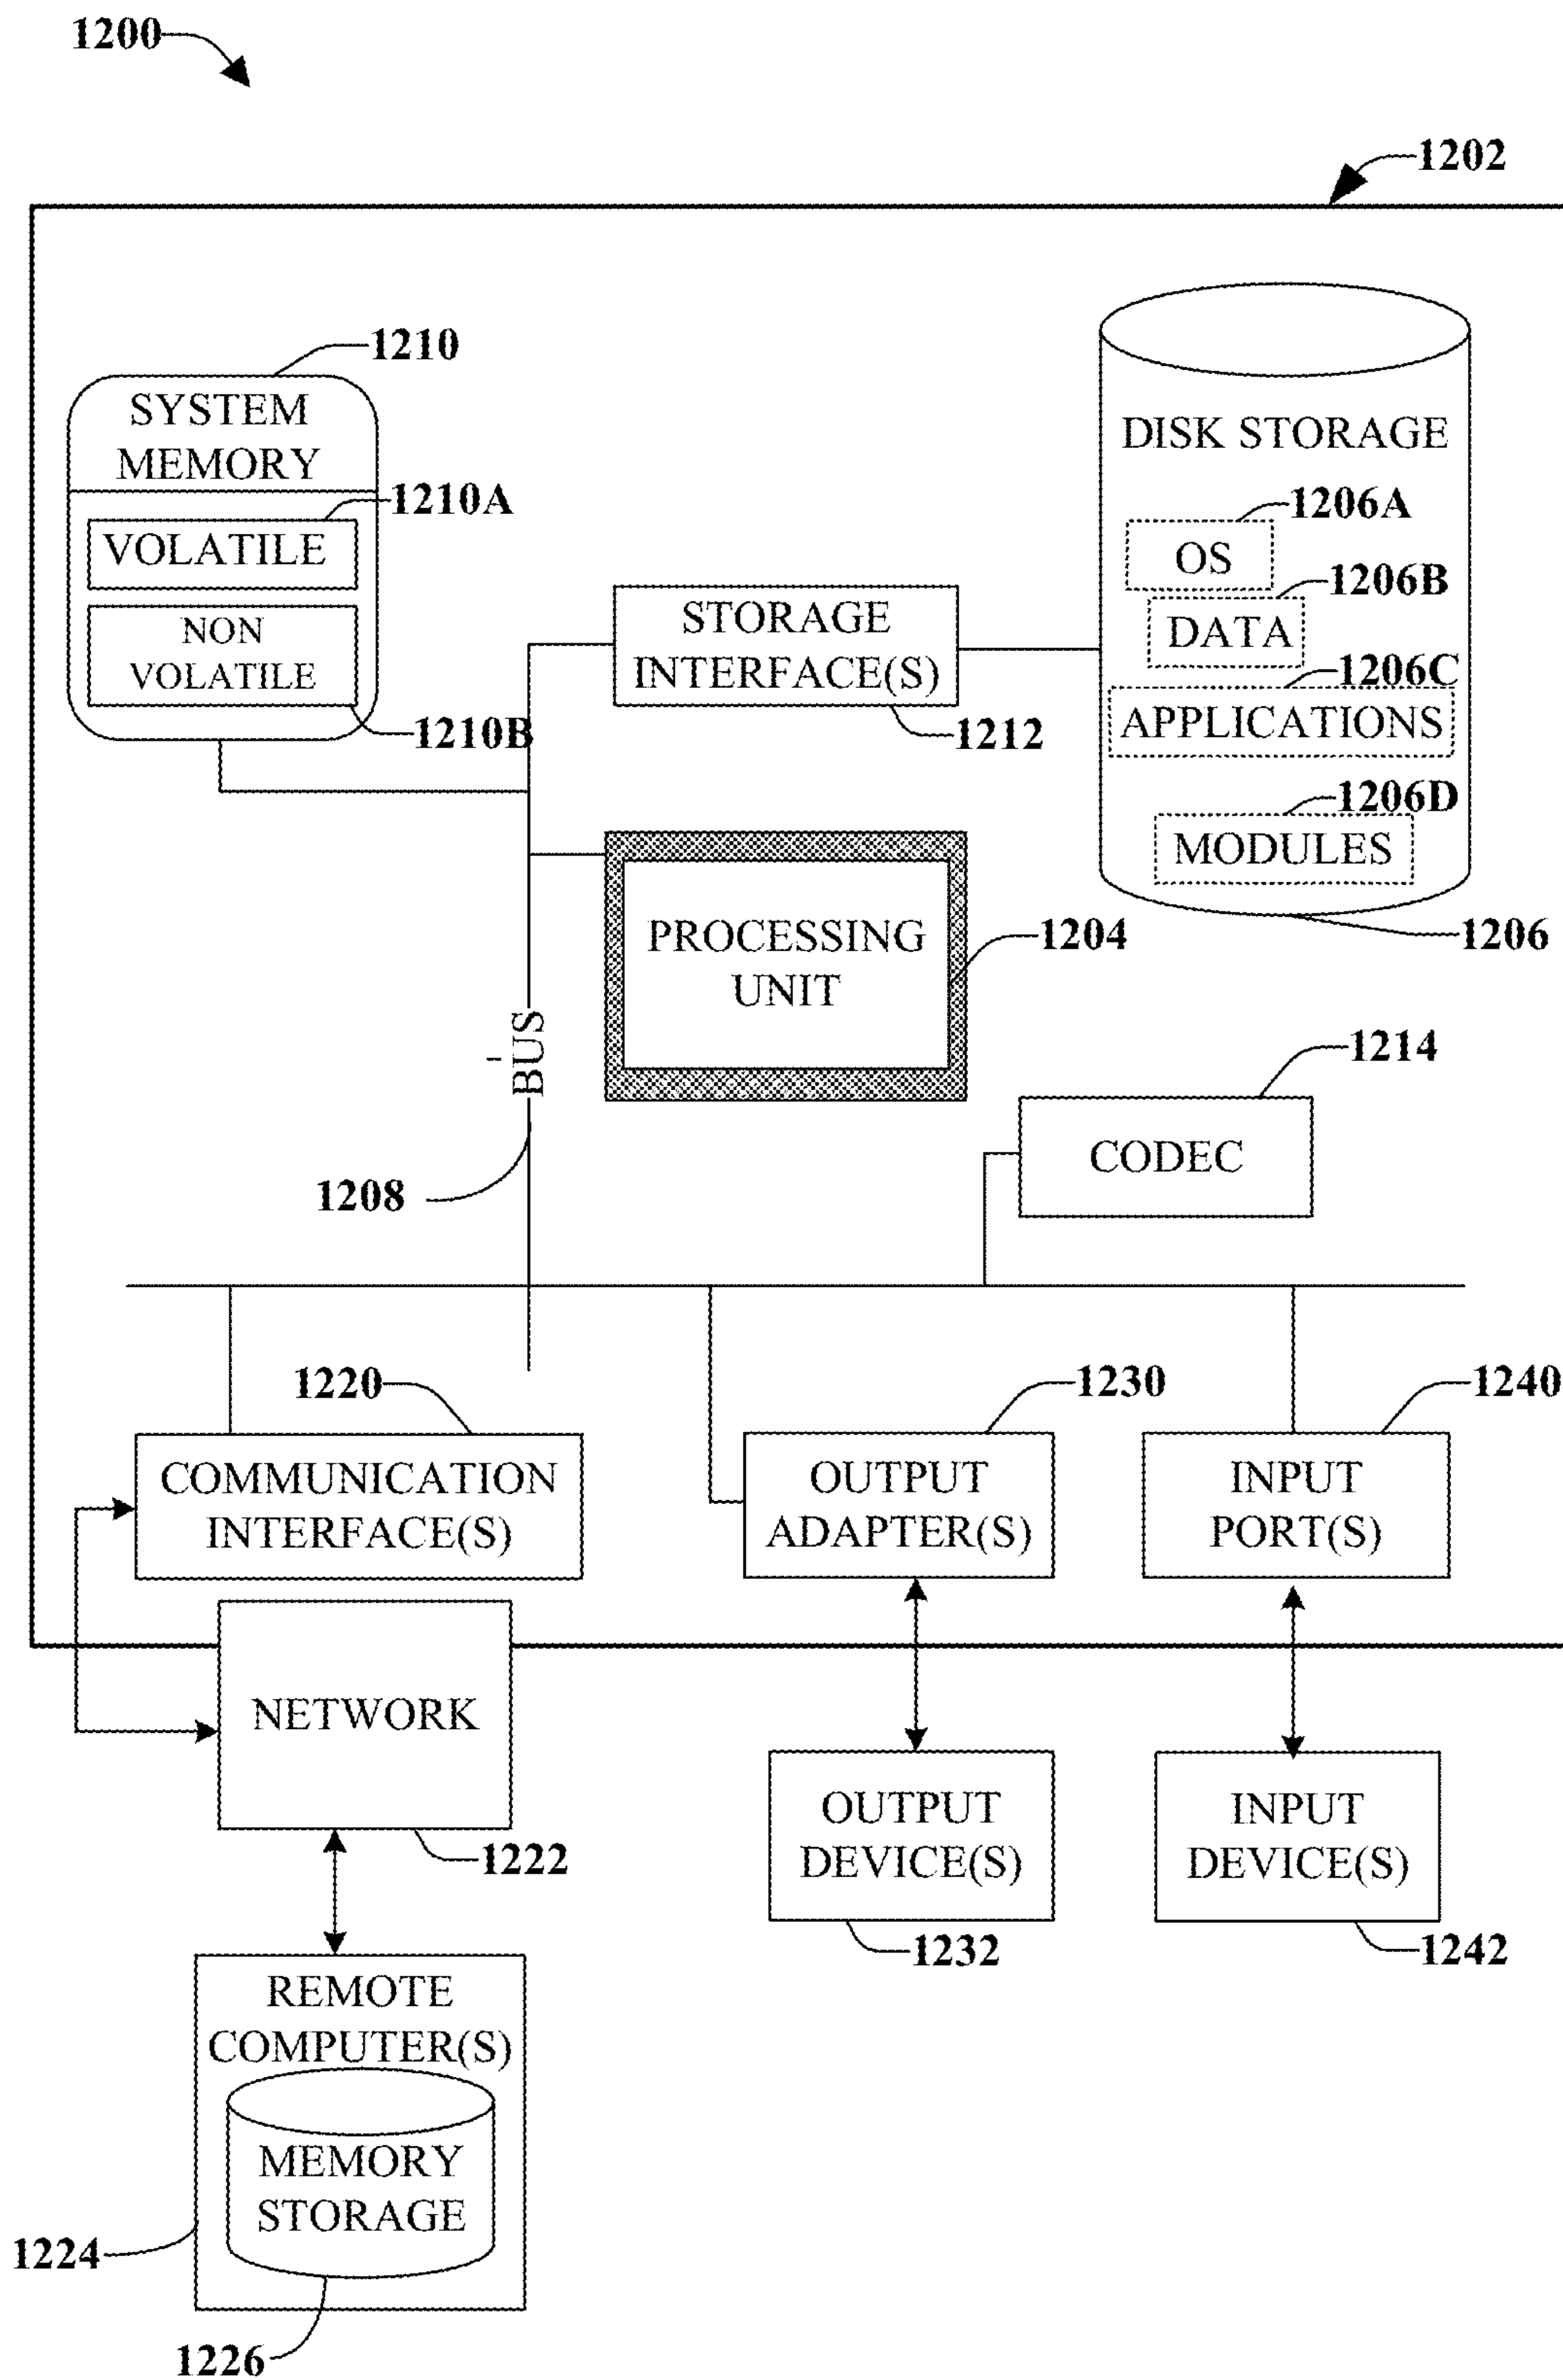 1200
1202
1210
SYSTEM
MEMORY
1210A
VOLATILE
NON
VOLATILE
1210B
DISK STORAGE
1206A
OS
1206B
DATA
1206C
APPLICATIONS
1206D
MODULES
1206
STORAGE
INTERFACE(S)
1212
PROCESSING
UNIT
1204
BUS
1208
1214
CODEC
1220
COMMUNICATION
INTERFACE(S)
1230
OUTPUT
ADAPTER(S)
1240
INPUT
PORT(S)
NETWORK
1222
OUTPUT
DEVICE(S)
1232
INPUT
DEVICE(S)
1242
REMOTE
COMPUTER(S)
MEMORY
STORAGE
1224
1226